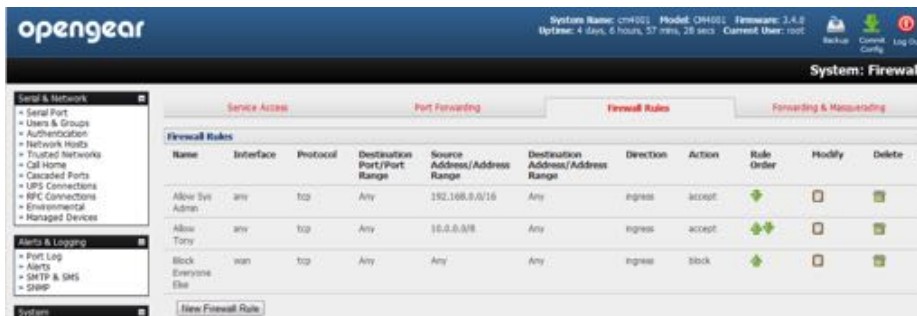 opengear
System Name: cm4001 Model: CM4001 Firmware: 3.4.0
Uptime: 4 days, 6 hours, 57 mins, 28 secs Current User: root
Backup
Commit Config
Log Ou
System: Firewal
Serial & Network
Serial Port
Users & Groups
Authentication
Network Hosts
Trusted Networks
Call Home
Cascaded Ports
UPS Connections
RPC Connections
Environmental
Managed Devices
Alerts & Logging
Port Log
Alerts
SMTP & SMS
SNMP
System
Service Access Port Forwarding Firewall Rules Forwarding & Masquerading
Firewall Rules
Name Interface Protocol Destination Port/Port Range Source Address/Address Range Destination Address/Address Range Direction Action Rule Order Modify Delete
Allow Sys Admin any tcp Any 192.168.0.0/16 Any ingress accept
Allow Tony any tcp Any 10.0.0.0/8 Any ingress accept
Block Everyone Else wan tcp Any Any Any ingress block
New Firewall Rule